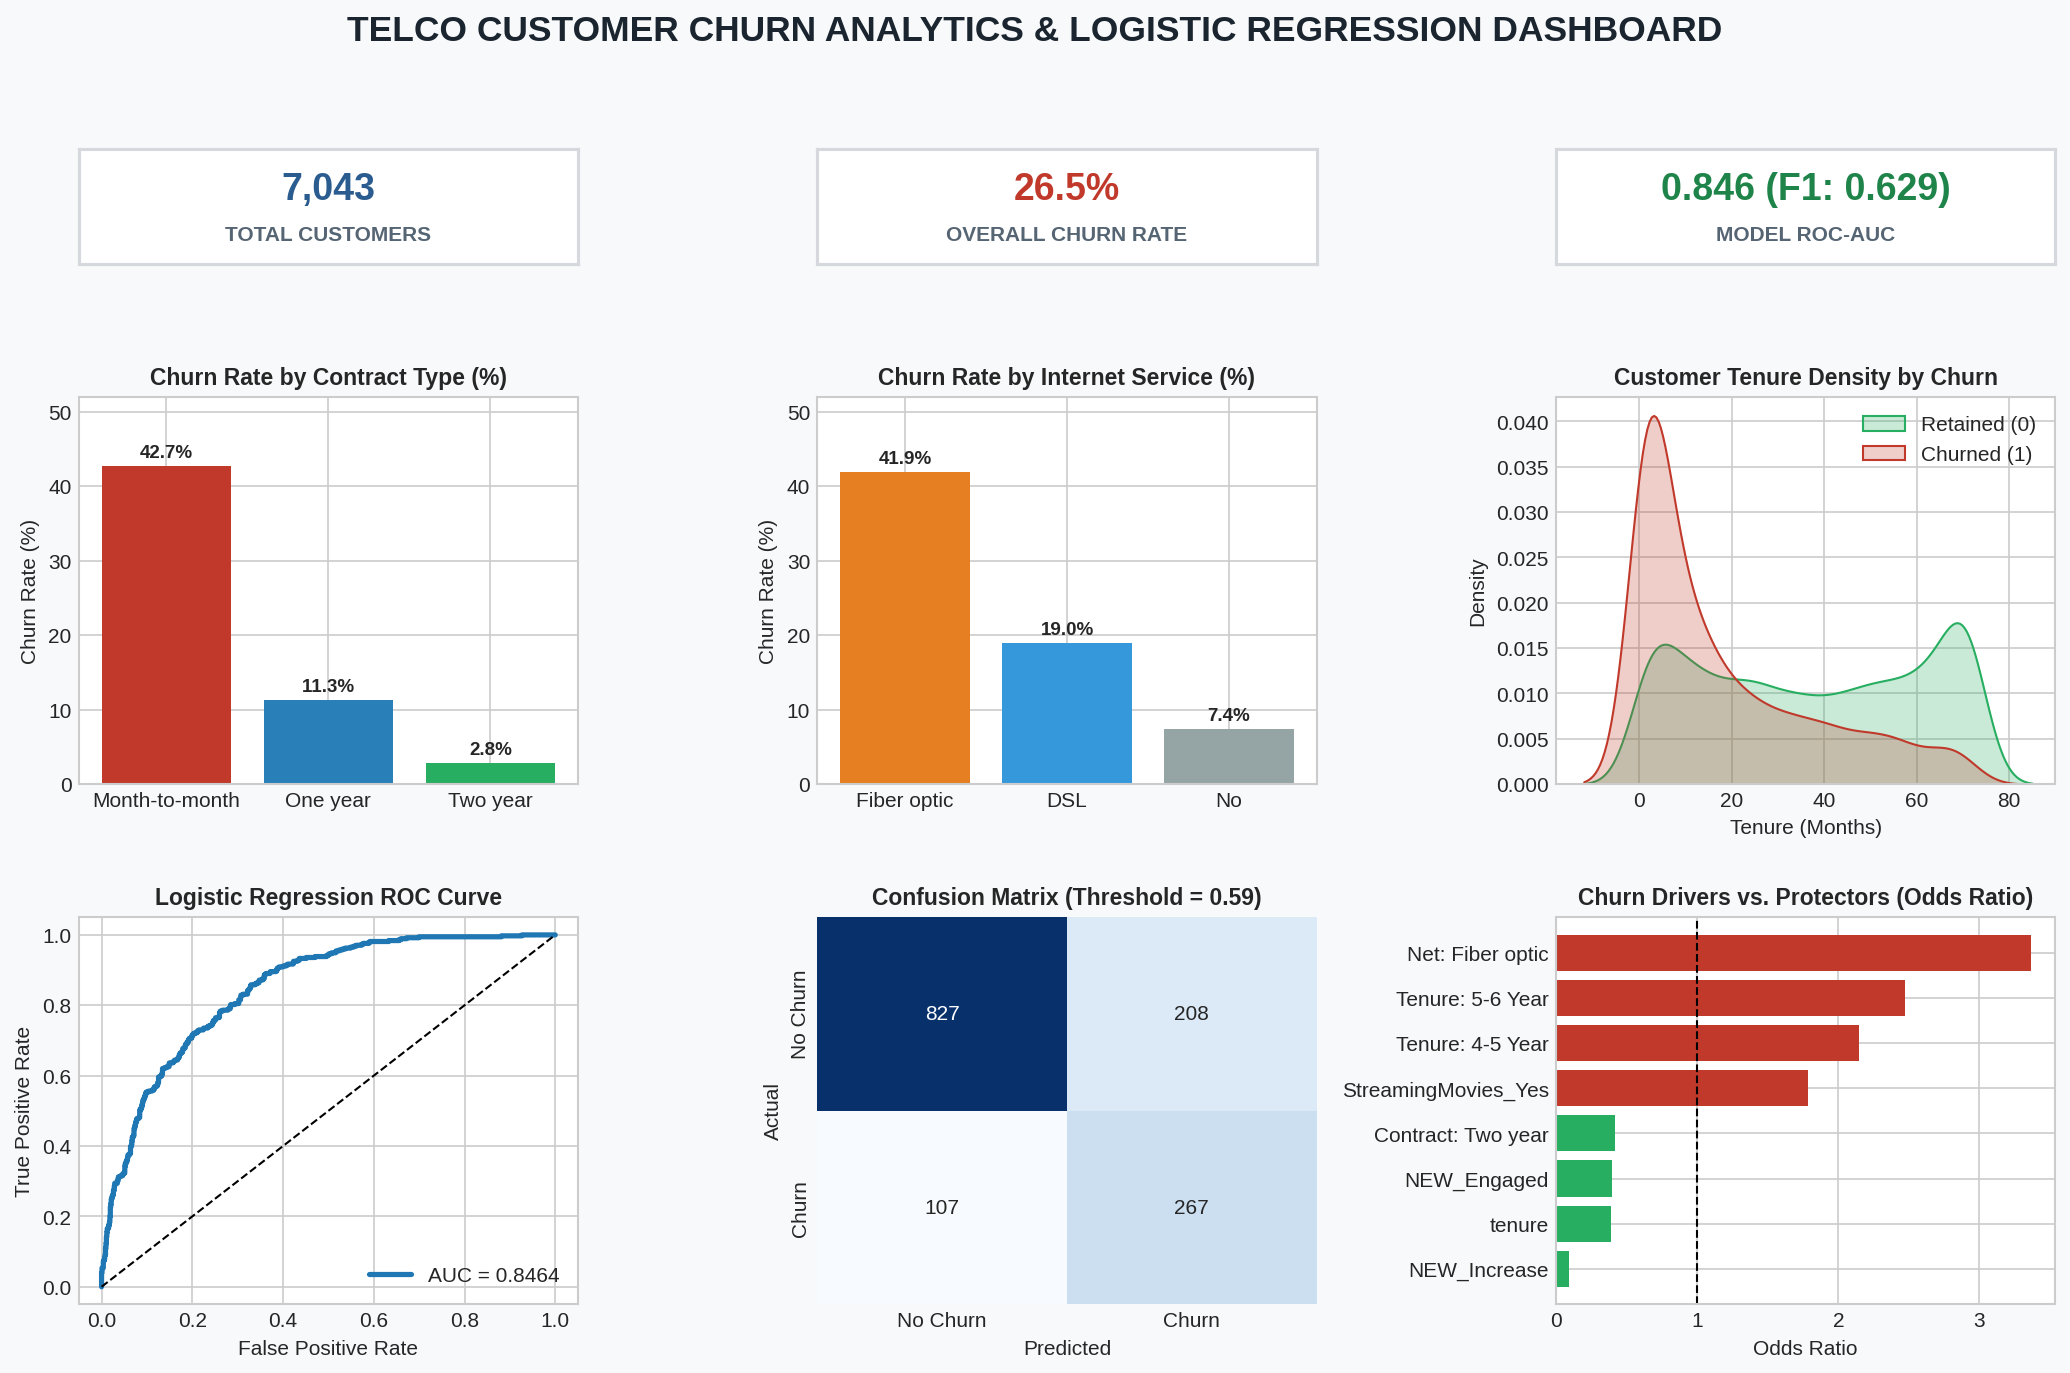 TELCO CUSTOMER CHURN ANALYTICS & LOGISTIC REGRESSION DASHBOARD
7,043
TOTAL CUSTOMERS
26.5%
OVERALL CHURN RATE
0.846 (F1: 0.629)
MODEL ROC-AUC
Churn Rate by Contract Type (%)
Churn Rate (%)
50
40
30
20
10
0
42.7%
11.3%
2.8%
Month-to-month
One year
Two year
Churn Rate by Internet Service (%)
Churn Rate (%)
50
40
30
20
10
0
41.9%
19.0%
7.4%
Fiber optic
DSL
No
Customer Tenure Density by Churn
Density
0.040
0.035
0.030
0.025
0.020
0.015
0.010
0.005
0.000
Retained (0)
Churned (1)
0
20
40
60
80
Tenure (Months)
Logistic Regression ROC Curve
True Positive Rate
1.0
0.8
0.6
0.4
0.2
0.0
AUC = 0.8464
0.0
0.2
0.4
0.6
0.8
1.0
False Positive Rate
Confusion Matrix (Threshold = 0.59)
Actual
No Churn
Churn
827
208
107
267
No Churn
Churn
Predicted
Churn Drivers vs. Protectors (Odds Ratio)
Net: Fiber optic
Tenure: 5-6 Year
Tenure: 4-5 Year
StreamingMovies_Yes
Contract: Two year
NEW_Engaged
tenure
NEW_Increase
0
1
2
3
Odds Ratio